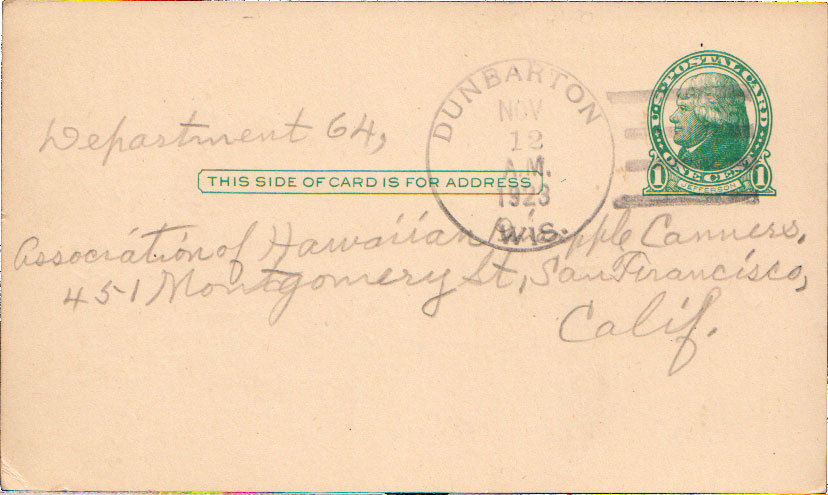 DUNBARTON
NOV
12
A.M.
1923
WIS.
U.S. POSTAL CARD
ONE CENT
1 JEFFERSON 1
Department 64,
THIS SIDE OF CARD IS FOR ADDRESS
Association of Hawaiian Pineapple Canners,
451 Montgomery St, San Francisco,
Calif.